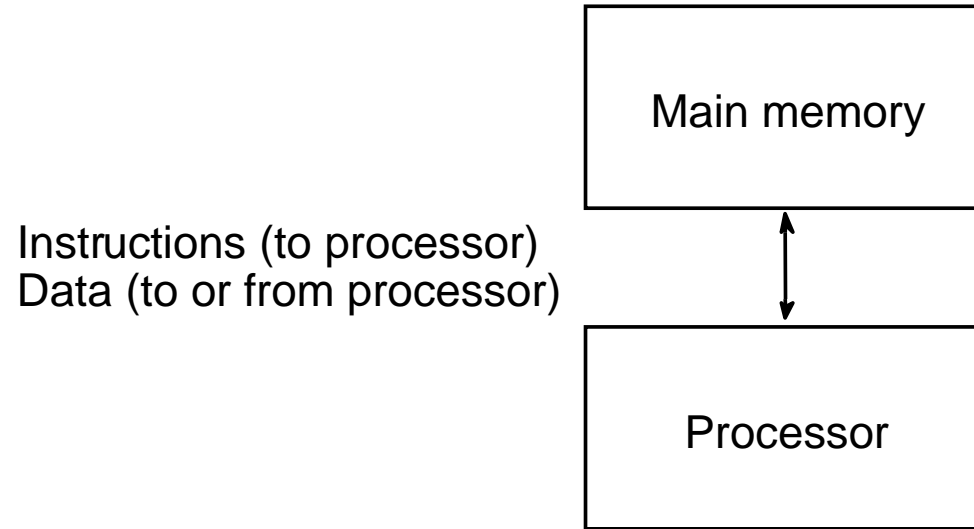 Main memory
Instructions (to processor)
Data (to or from processor)
Processor